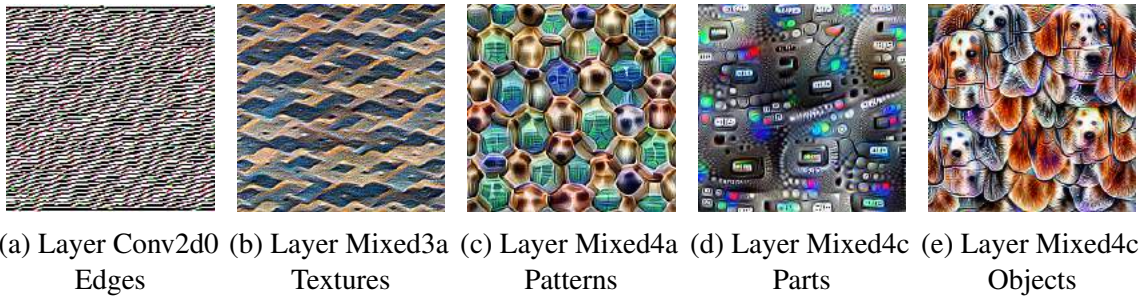 (a) Layer Conv2d0 (b) Layer Mixed3a (c) Layer Mixed4a (d) Layer Mixed4c (e) Layer Mixed4c
Edges Textures Patterns Parts Objects